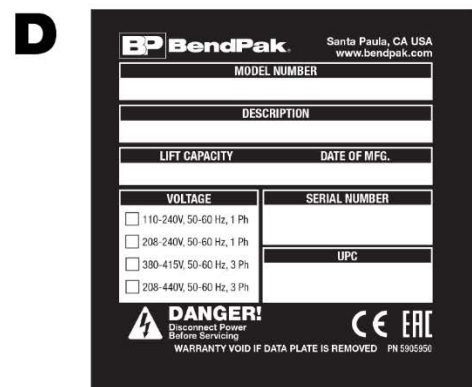 D
BP BendPak. Santa Paula, CA USA
www.bendpak.com
MODEL NUMBER
DESCRIPTION
LIFT CAPACITY DATE OF MFG.
VOLTAGE SERIAL NUMBER
110-240V, 50-60 Hz, 1 Ph
208-240V, 50-60 Hz, 1 Ph
380-415V, 50-60 Hz, 3 Ph UPC
208-440V, 50-60 Hz, 3 Ph
DANGER!
Disconnect Power
Before Servicing
CE EAC
WARRANTY VOID IF DATA PLATE IS REMOVED PN 5905950